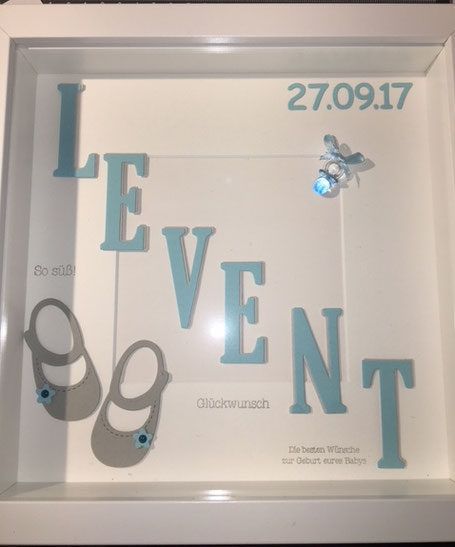 27.09.17
LEVENT
So süß!
Glückwunsch
Die besten Wünsche
zur Geburt eures Babys